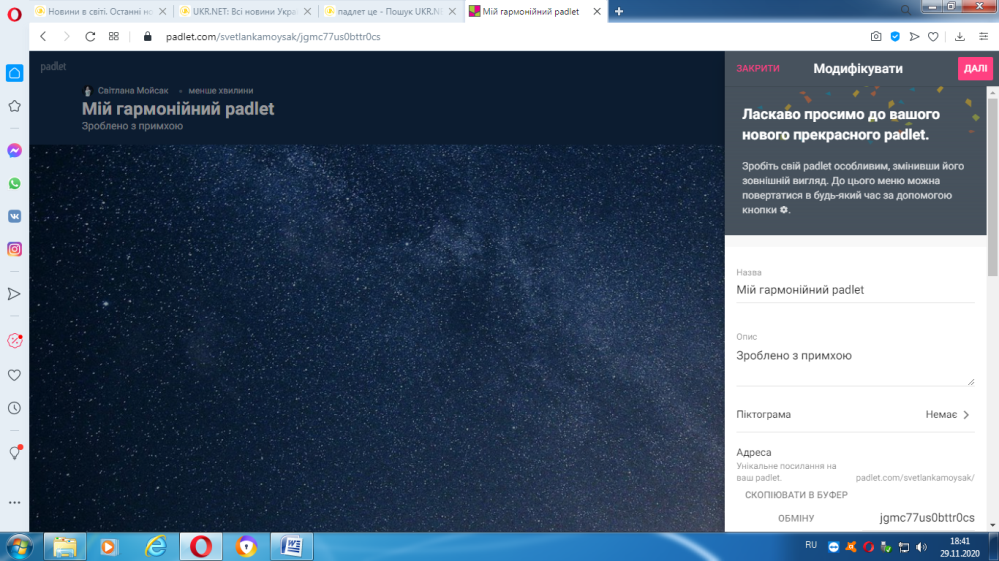 Новини в світі. Останні но
UKR.NET: Всі новини Укра
падлет це - Пошук UKR.N
Мій гармонійний padlet
padlet.com/svetlankamoysak/jgmc77us0bttr0cs
padlet
Світлана Мойсак • менше хвилини
Мій гармонійний padlet
Зроблено з примхою
ЗАКРИТИ
Модифікувати
ДАЛІ
Ласкаво просимо до вашого
нового прекрасного padlet.
Зробіть свій padlet особливим, змінивши його
зовнішній вигляд. До цього меню можна
повертатися в будь-який час за допомогою
кнопки ⚙.
Назва
Мій гармонійний padlet
Опис
Зроблено з примхою
Піктограма
Немає
Адреса
Унікальне посилання на
ваш padlet.
padlet.com/svetlankamoysak/
СКОПІЮВАТИ В БУФЕР
ОБМІНУ
jgmc77us0bttr0cs
RU
18:41
29.11.2020